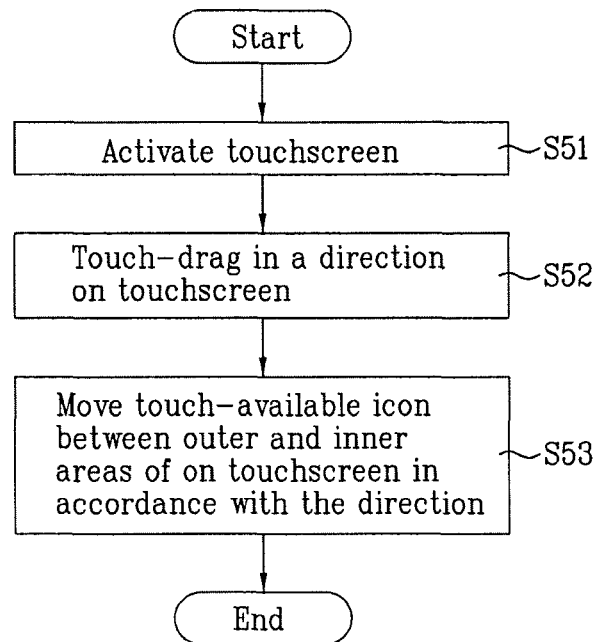 Start
Activate touchscreen
S51
Touch-drag in a direction
on touchscreen
S52
Move touch-available icon
between outer and inner
areas of on touchscreen in
accordance with the direction
S53
End